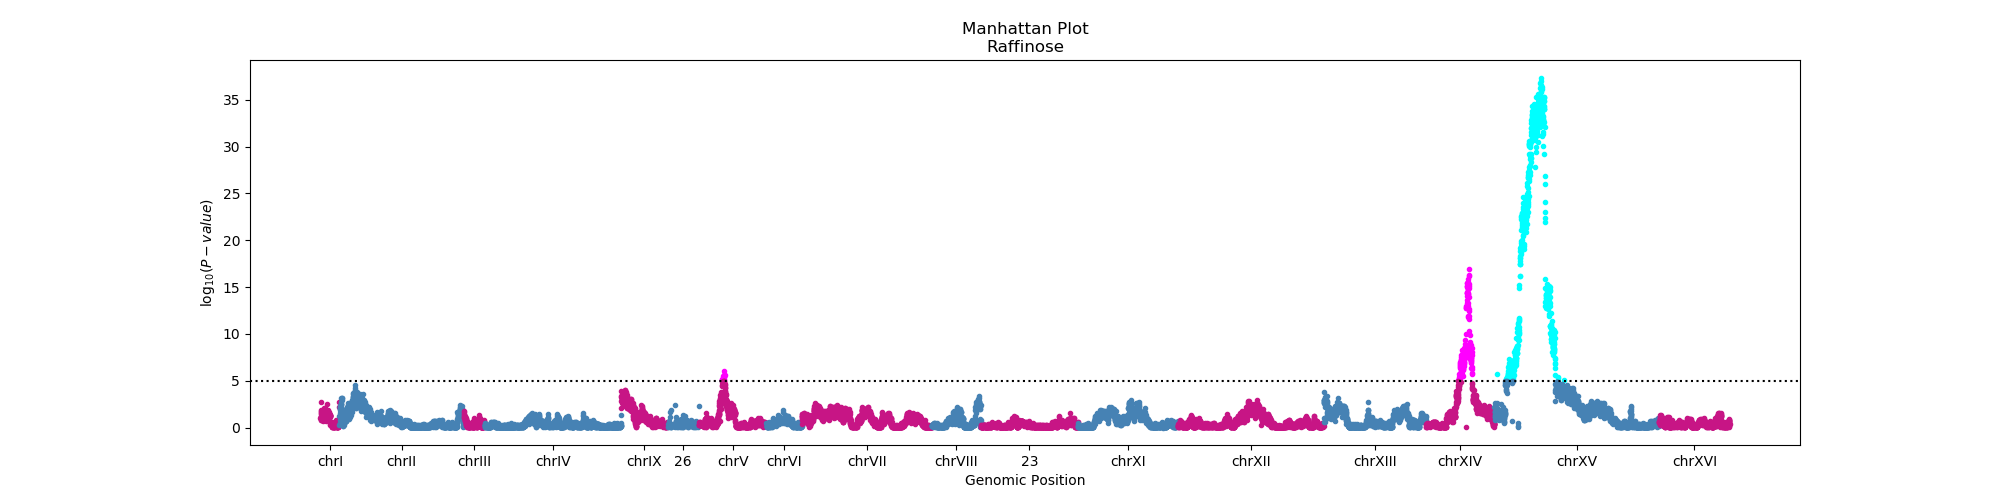 Manhattan Plot
Raffinose
35
30
25
20
15
10
5
0
log₁₀(P − value)
chrI chrII chrIII chrIV chrIX 26 chrV chrVI chrVII chrVIII 23 chrXI chrXII chrXIII chrXIV chrXV chrXVI
Genomic Position